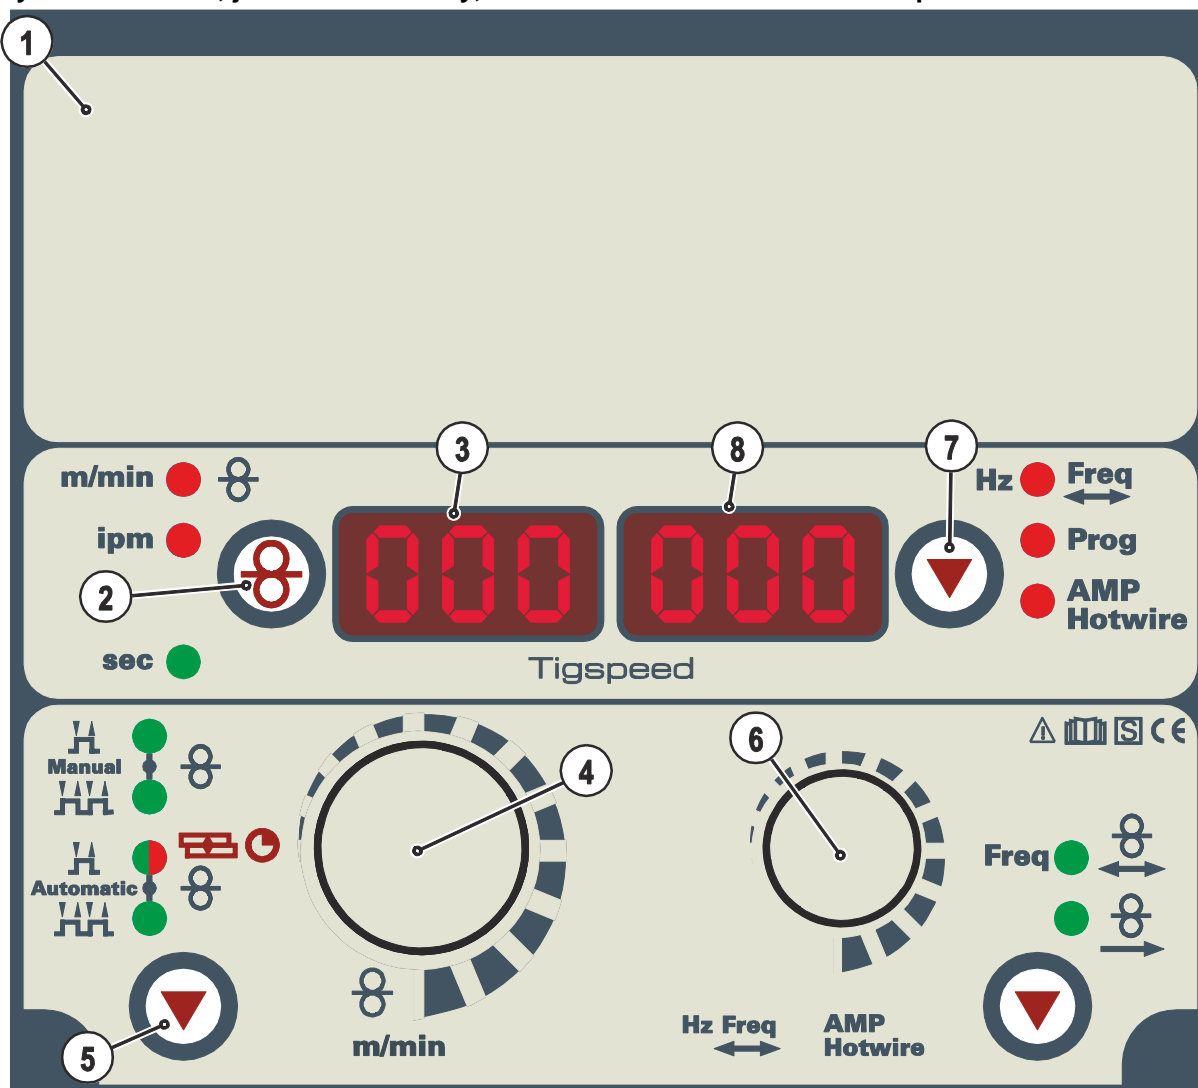 1
3
8
7
m/min
Hz
Freq
ipm
000
000
Prog
2
AMP
Hotwire
sec
Tigspeed
6
Manual
4
S CE
Automatic
Freq
m/min
Hz Freq
AMP
Hotwire
5